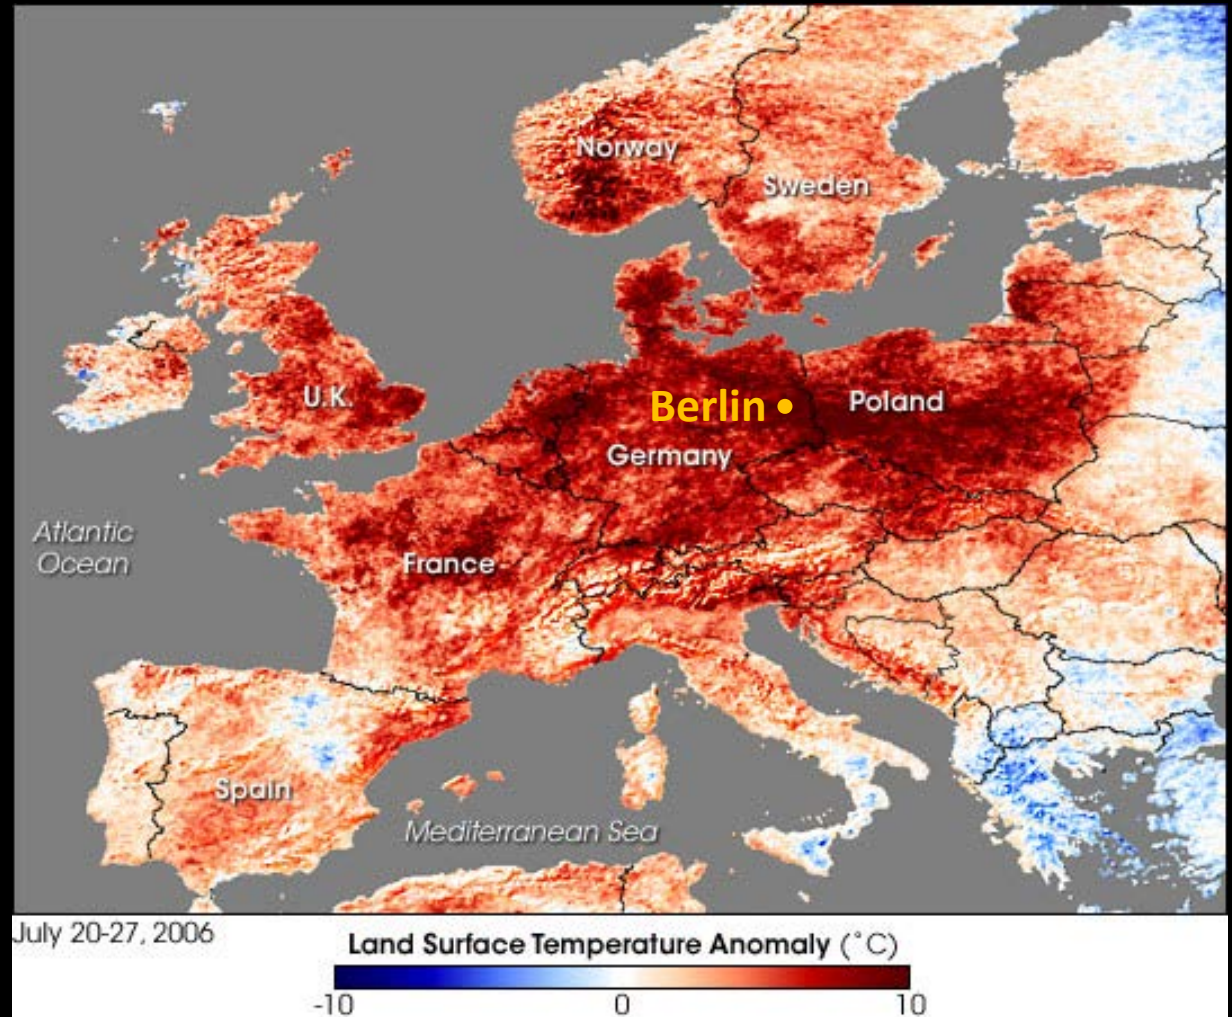 Norway
Sweden
U.K.
Berlin
Poland
Germany
Atlantic
Ocean
France
Spain
Mediterranean Sea
July 20-27, 2006
Land Surface Temperature Anomaly (˚C)
-10 0 10